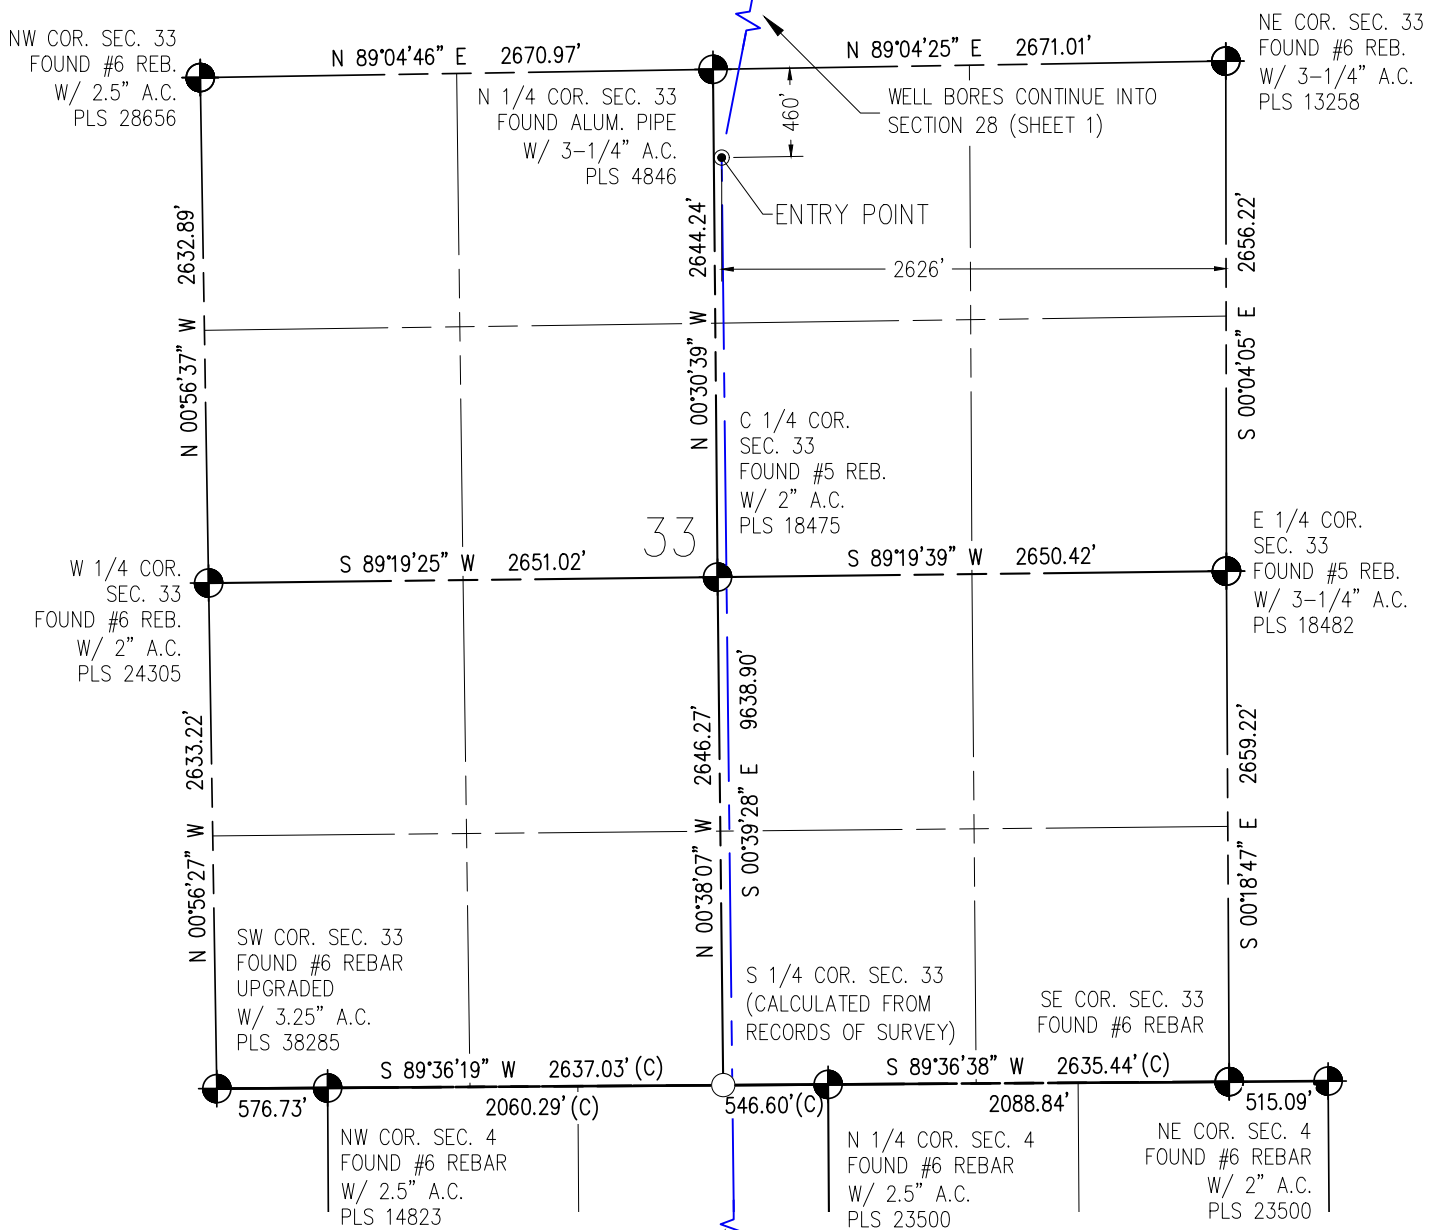 NW COR. SEC. 33
FOUND #6 REB.
W/ 2.5" A.C.
PLS 28656
N 89°04'46" E 2670.97'
N 1/4 COR. SEC. 33
FOUND ALUM. PIPE
W/ 3-1/4" A.C.
PLS 4846
N 89°04'25" E 2671.01'
NE COR. SEC. 33
FOUND #6 REB.
W/ 3-1/4" A.C.
PLS 13258
460'
WELL BORES CONTINUE INTO
SECTION 28 (SHEET 1)
ENTRY POINT
2626'
N 00°56'37" W 2632.89'
N 00°30'39" W 2644.24'
S 00°04'05" E 2656.22'
C 1/4 COR.
SEC. 33
FOUND #5 REB.
W/ 2" A.C.
PLS 18475
33
W 1/4 COR.
SEC. 33
FOUND #6 REB.
W/ 2" A.C.
PLS 24305
S 89°19'25" W 2651.02'
S 89°19'39" W 2650.42'
E 1/4 COR.
SEC. 33
FOUND #5 REB.
W/ 3-1/4" A.C.
PLS 18482
N 00°56'27" W 2633.22'
N 00°38'07" W 2646.27'
S 00°39'28" E 9638.90'
S 00°18'47" E 2659.22'
SW COR. SEC. 33
FOUND #6 REBAR
UPGRADED
W/ 3.25" A.C.
PLS 38285
S 1/4 COR. SEC. 33
(CALCULATED FROM
RECORDS OF SURVEY)
SE COR. SEC. 33
FOUND #6 REBAR
S 89°36'19" W 2637.03'(C)
S 89°36'38" W 2635.44'(C)
576.73'
2060.29'(C)
546.60'(C)
2088.84'
515.09'
NW COR. SEC. 4
FOUND #6 REBAR
W/ 2.5" A.C.
PLS 14823
N 1/4 COR. SEC. 4
FOUND #6 REBAR
W/ 2.5" A.C.
PLS 23500
NE COR. SEC. 4
FOUND #6 REBAR
W/ 2" A.C.
PLS 23500